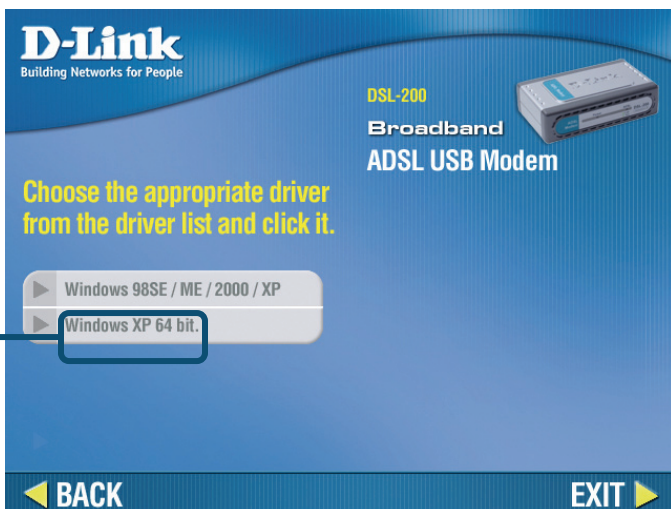 D-Link
Building Networks for People
DSL-200
Broadband
ADSL USB Modem
Choose the appropriate driver
from the driver list and click it.
Windows 98SE / ME / 2000 / XP
Windows XP 64 bit.
BACK
EXIT